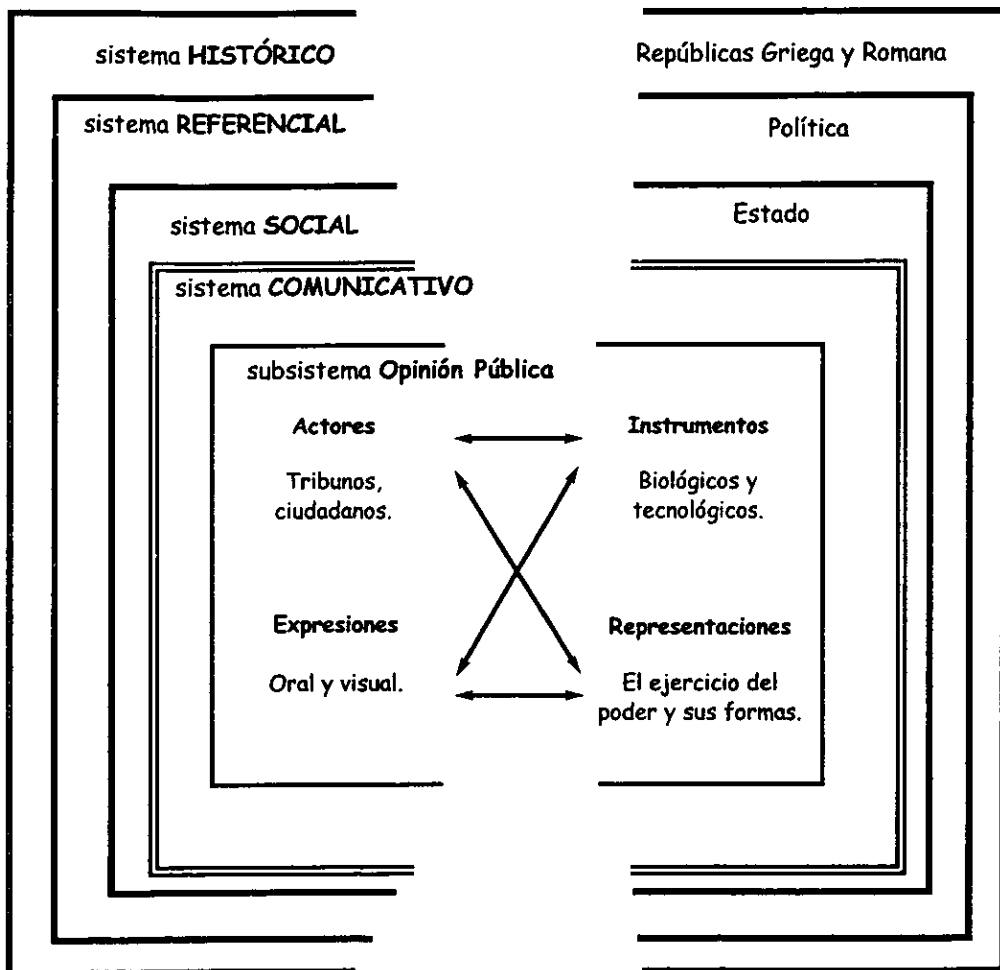 sistema HISTÓRICO
Repúblicas Griega y Romana
sistema REFERENCIAL
Política
sistema SOCIAL
Estado
sistema COMUNICATIVO
subsistema Opinión Pública
Actores
Instrumentos
Tribunos,
ciudadanos.
Biológicos y
tecnológicos.
Expresiones
Representaciones
Oral y visual.
El ejercicio del
poder y sus formas.